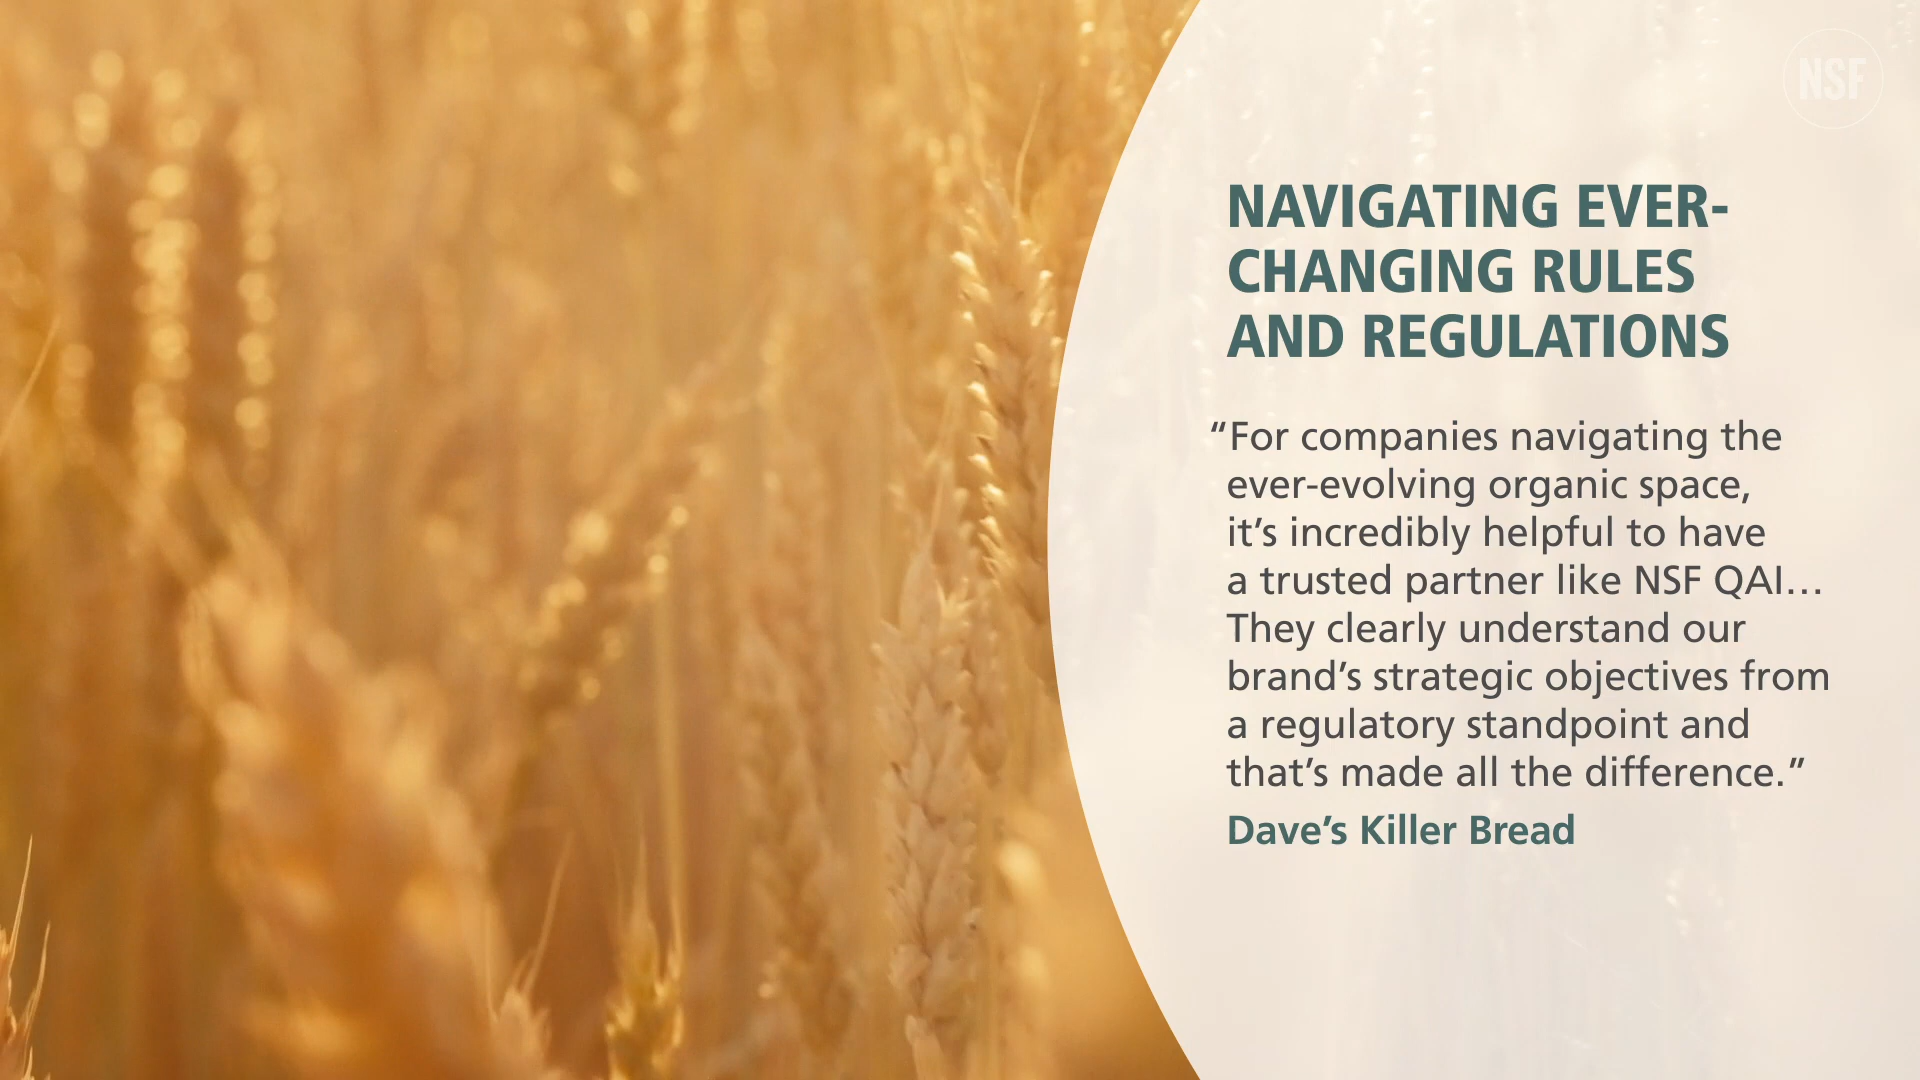 NSF
NAVIGATING EVER-
CHANGING RULES
AND REGULATIONS
“For companies navigating the
ever-evolving organic space,
it’s incredibly helpful to have
a trusted partner like NSF QAI…
They clearly understand our
brand’s strategic objectives from
a regulatory standpoint and
that’s made all the difference.”
Dave’s Killer Bread